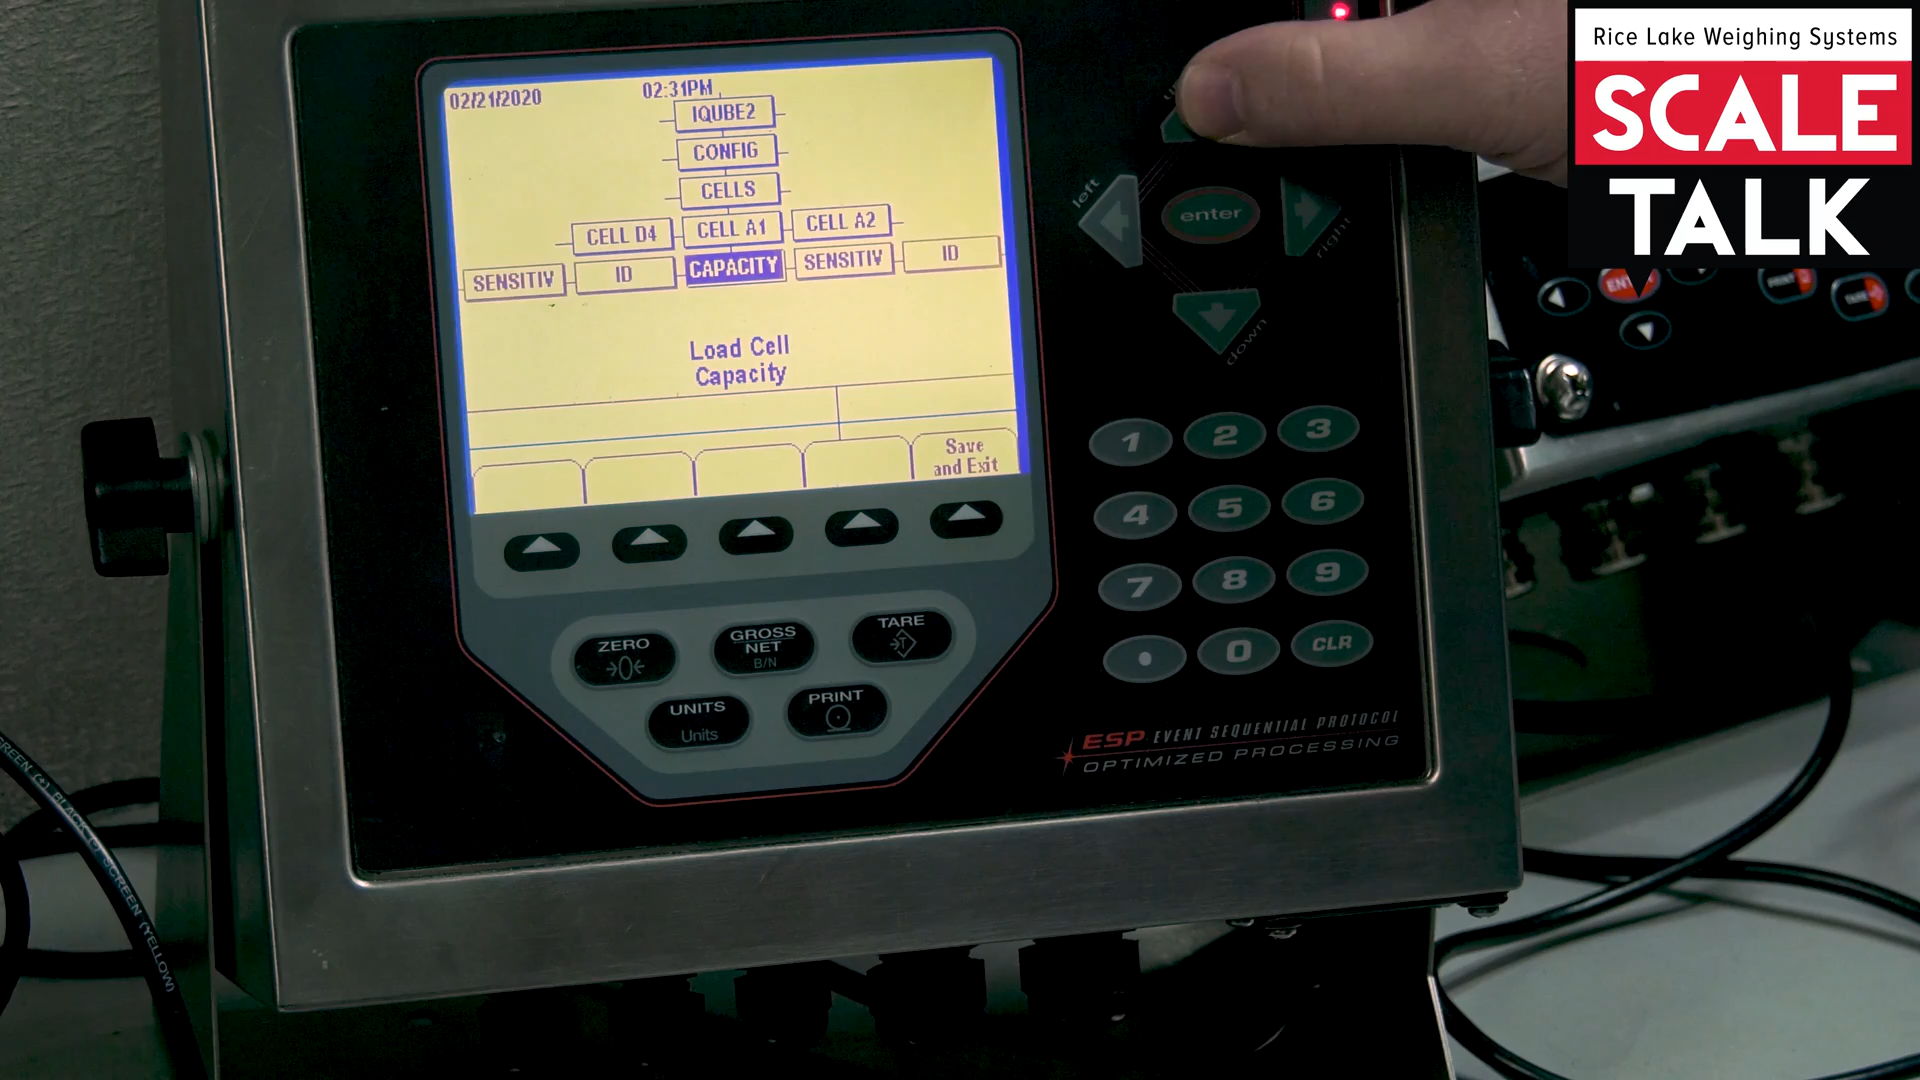 Rice Lake Weighing Systems
SCALE
TALK
02/21/2020 02:31PM
IQUBE2
CONFIG
CELLS
CELL D4 CELL A1 CELL A2
SENSITIV ID CAPACITY SENSITIV ID
Load Cell
Capacity
Save
and Exit
left
enter
right
down
1 2 3
4 5 6
7 8 9
. 0 CLR
ZERO
GROSS
NET
B/N
TARE
T
UNITS
Units
PRINT
ESP EVENT SEQUENTIAL PROTOCOL
OPTIMIZED PROCESSING
SCREEN (YELLOW)